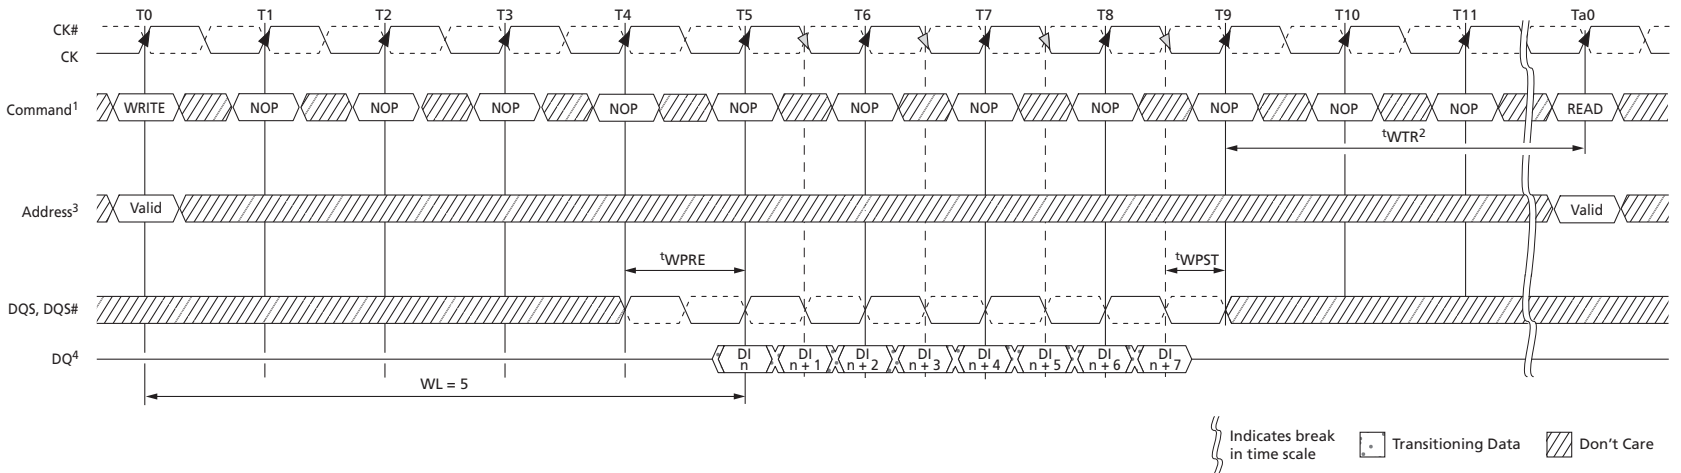 T0 T1 T2 T3 T4 T5 T6 T7 T8 T9 T10 T11 Ta0
CK#
CK
Command1 WRITE NOP NOP NOP NOP NOP NOP NOP NOP NOP NOP NOP READ
tWTR2
Address3 Valid Valid
tWPRE tWPST
DQS, DQS#
DQ4 DI n DI n + 1 DI n + 2 DI n + 3 DI n + 4 DI n + 5 DI n + 6 DI n + 7
WL = 5
Indicates break
in time scale
Transitioning Data
Don't Care